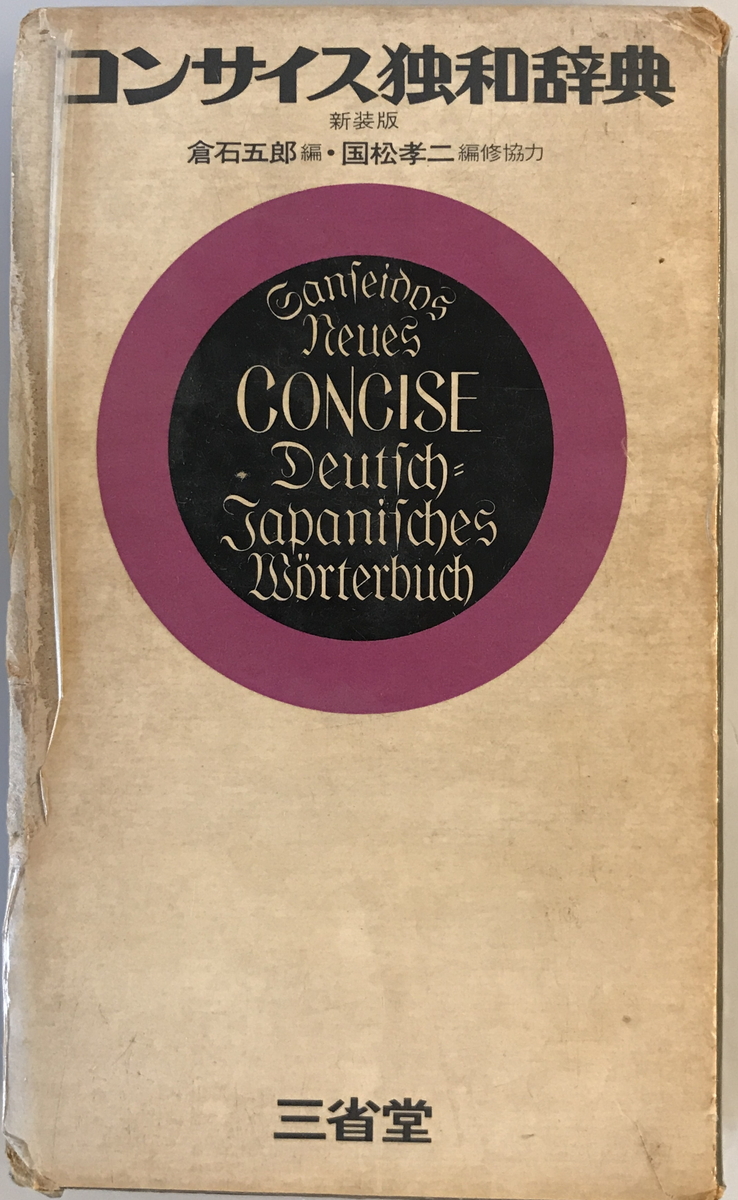 コンサイス独和辞典
新装版
倉石五郎編・国松孝二編修協力
Sanſeidos
Neues
CONCISE
Deutſch-
Japaniſches
Wörterbuch
三省堂